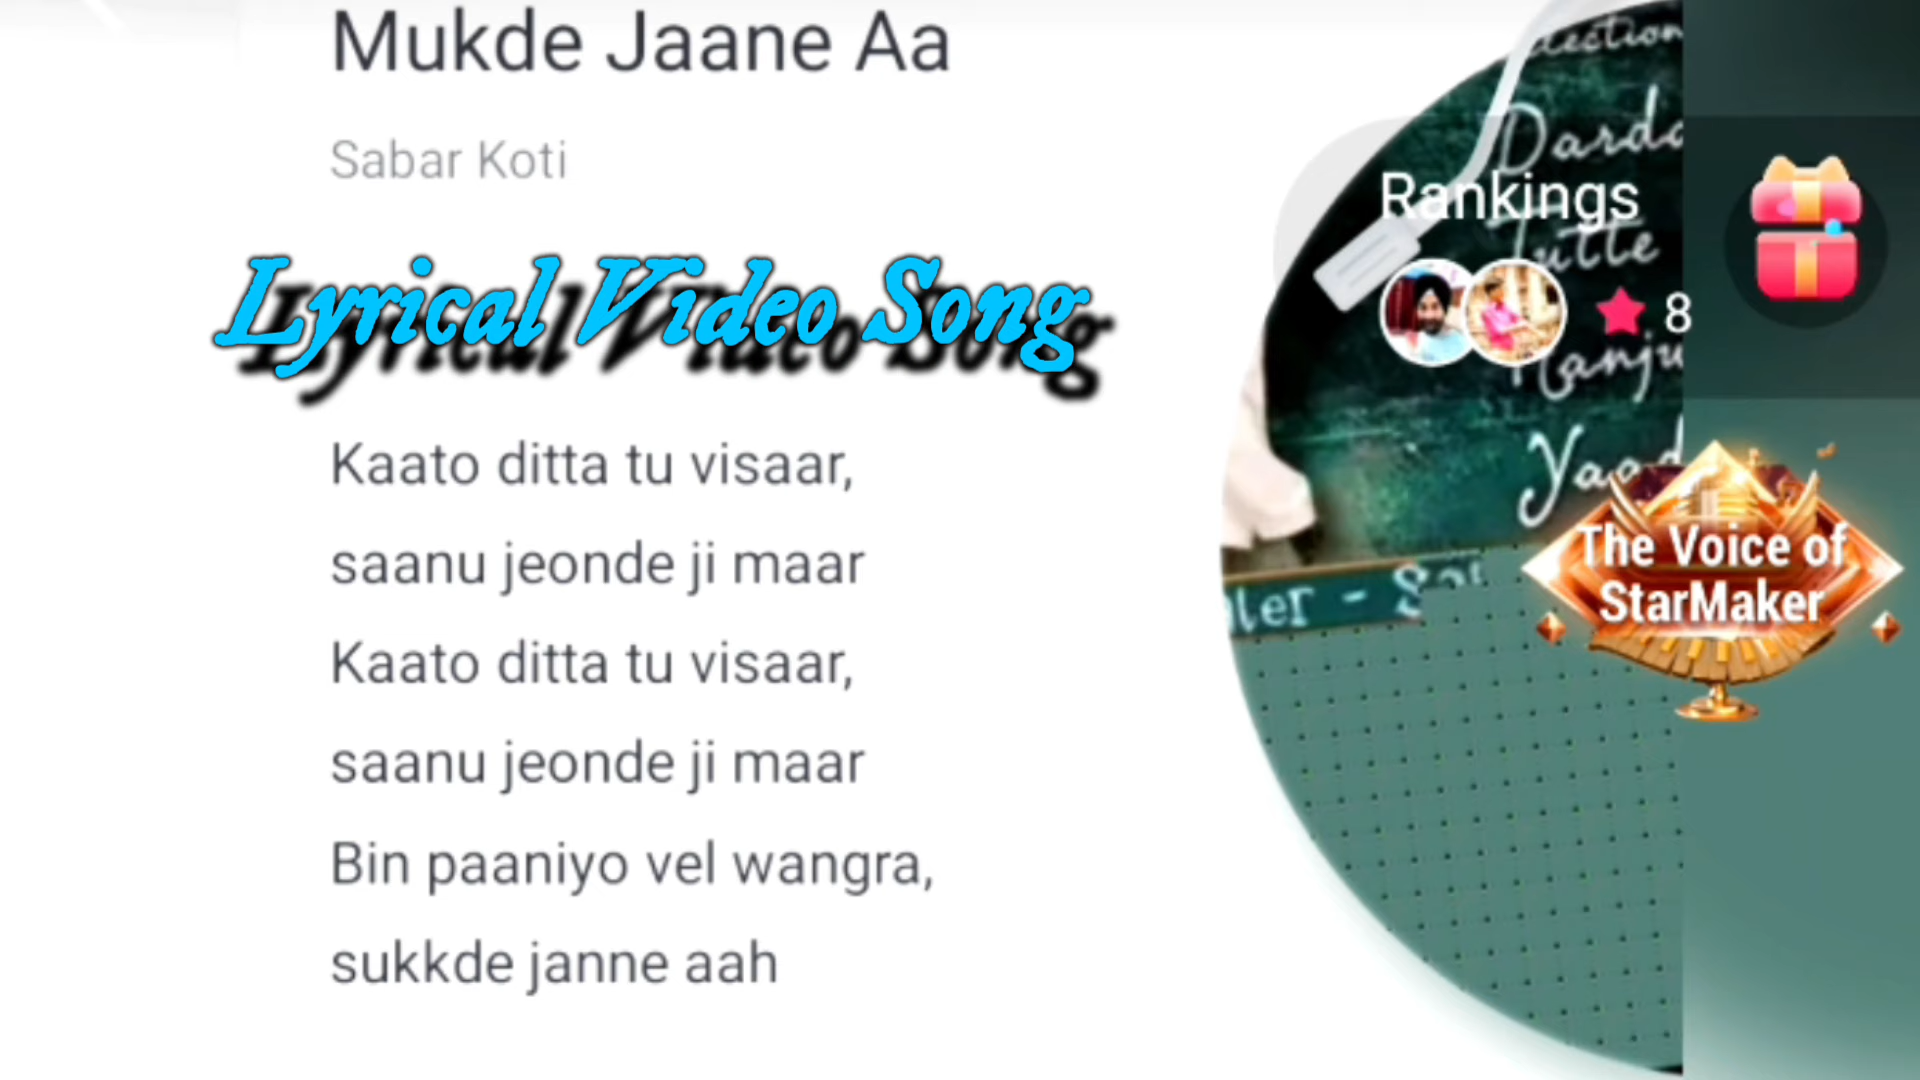 Mukde Jaane Aa
Sabar Koti
Lyrical Video Song
Kaato ditta tu visaar,
saanu jeonde ji maar
Kaato ditta tu visaar,
saanu jeonde ji maar
Bin paaniyo vel wangra,
sukkde janne aah
Rankings
Tutte
8
The Voice of
StarMaker